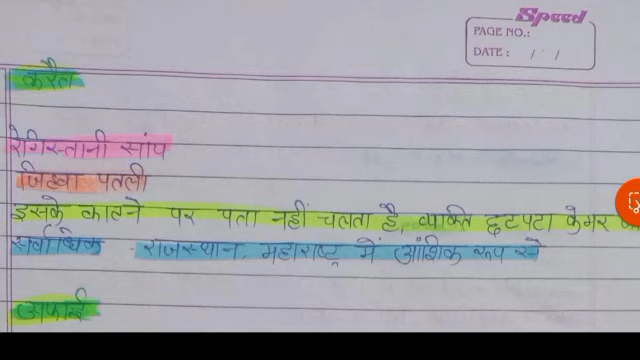 Speed
PAGE NO.:
DATE : / /
करैत
रेगिस्तानी सांप
जिह्वा पतली
इसके काटने पर पता नहीं चलता है, व्यक्ति छटपटा केमर
सर्वाधिक - राजस्थान, महाराष्ट्र में आंशिक रूप से
अफाई